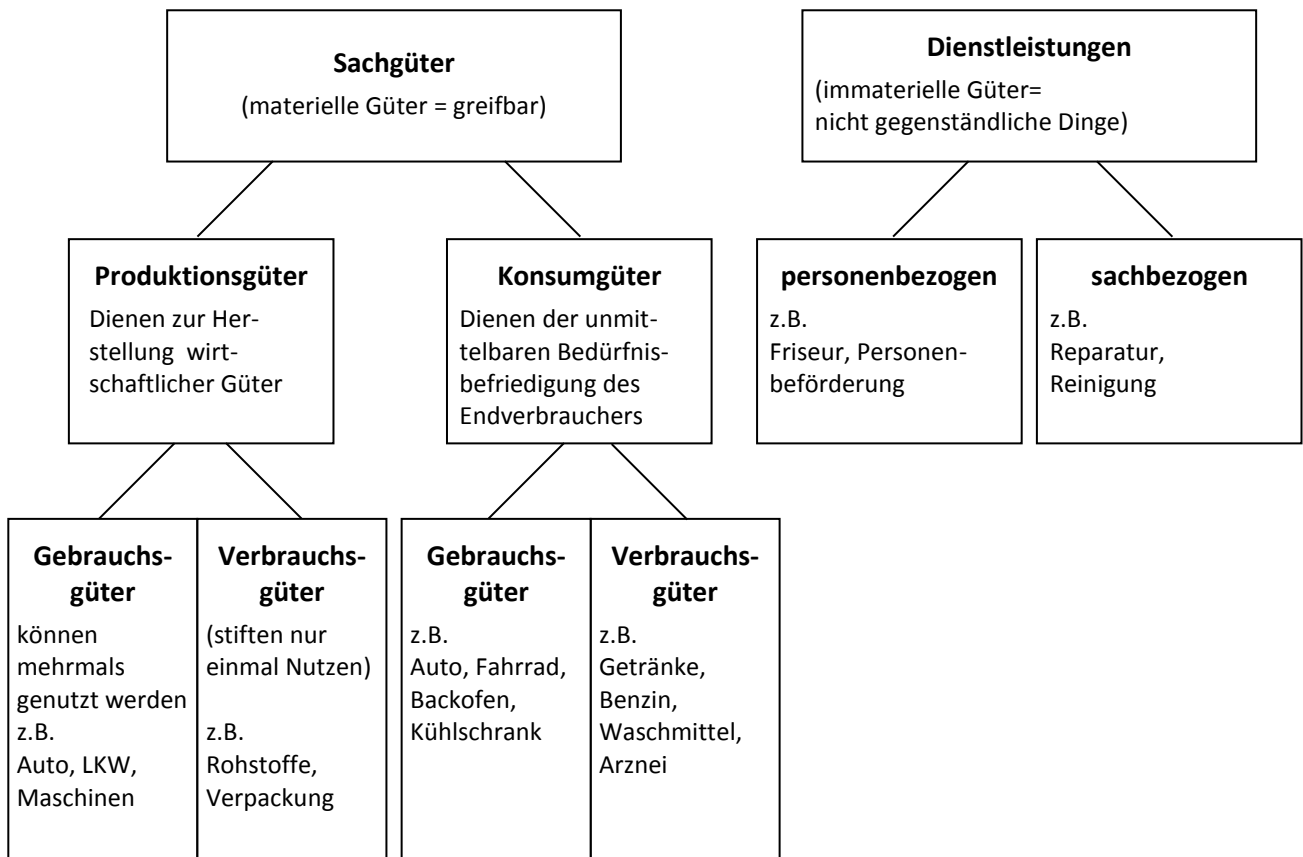 Sachgüter
(materielle Güter = greifbar)
Dienstleistungen
(immaterielle Güter=
nicht gegenständliche Dinge)
Produktionsgüter
Dienen zur Her-
stellung wirt-
schaftlicher Güter
Konsumgüter
Dienen der unmit-
telbaren Bedürfnis-
befriedigung des
Endverbrauchers
personenbezogen
z.B.
Friseur, Personen-
beförderung
sachbezogen
z.B.
Reparatur,
Reinigung
Gebrauchs-
güter
können
mehrmals
genutzt werden
z.B.
Auto, LKW,
Maschinen
Verbrauchs-
güter
(stiften nur
einmal Nutzen)
z.B.
Rohstoffe,
Verpackung
Gebrauchs-
güter
z.B.
Auto, Fahrrad,
Backofen,
Kühlschrank
Verbrauchs-
güter
z.B.
Getränke,
Benzin,
Waschmittel,
Arznei